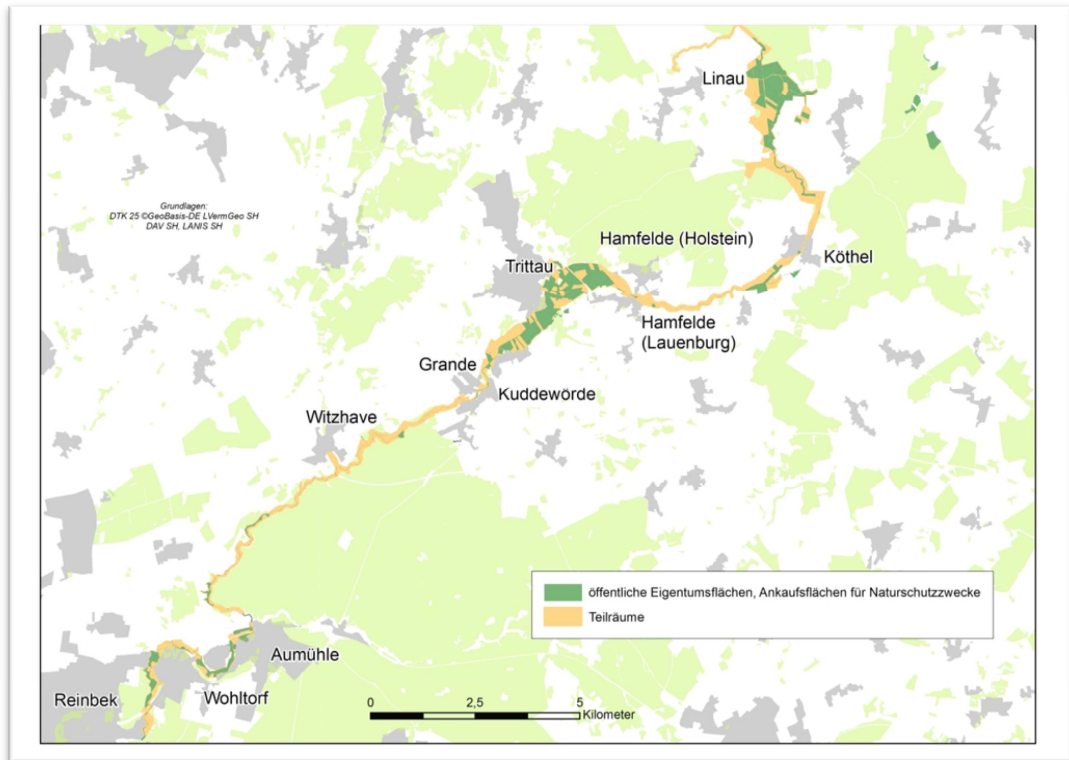 Linau
Grundlagen:
DTK 25 ©GeoBasis-DE LVermGeo SH
DAV SH, LANIS SH
Hamfelde (Holstein)
Trittau
Köthel
Hamfelde
(Lauenburg)
Grande
Kuddewörde
Witzhave
öffentliche Eigentumsflächen, Ankaufsflächen für Naturschutzzwecke
Teilräume
Aumühle
Reinbek
Wohltorf
0 2,5 5
Kilometer